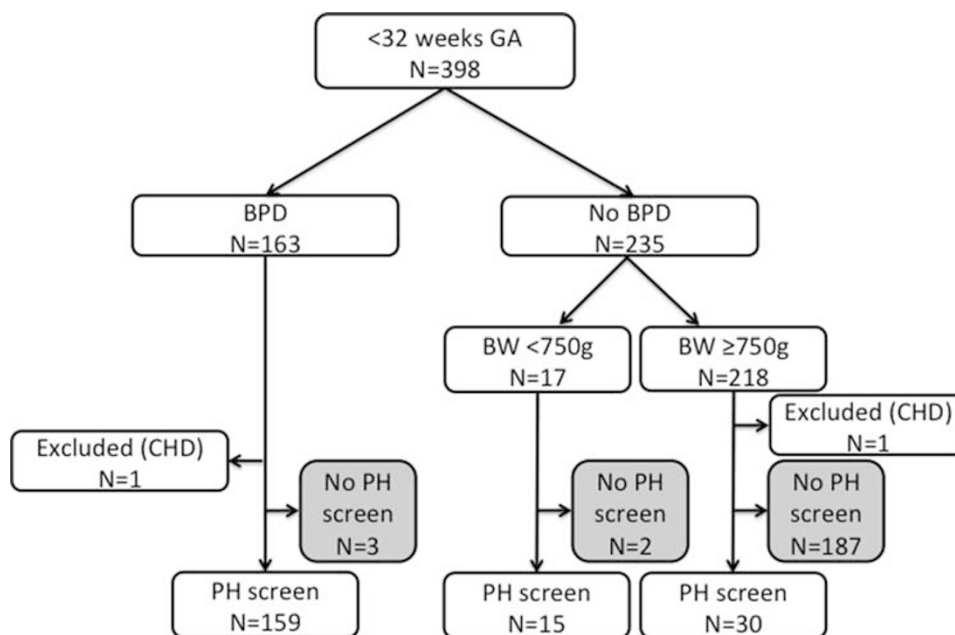 <32 weeks GA
N=398
BPD
N=163
No BPD
N=235
BW <750g
N=17
BW ≥750g
N=218
Excluded (CHD)
N=1
Excluded (CHD)
N=1
No PH
screen
N=3
No PH
screen
N=2
No PH
screen
N=187
PH screen
N=159
PH screen
N=15
PH screen
N=30